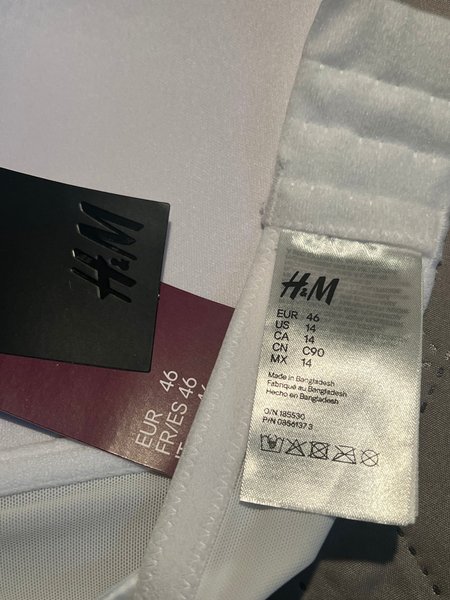 H&M
EUR 46
FR/ES 46
H&M
EUR 46
US 14
CA 14
CN C90
MX 14
Made in Bangladesh
Fabriqué au Bangladesh
Hecho en Bangladesh
O/N 185530
P/N 0856137 3